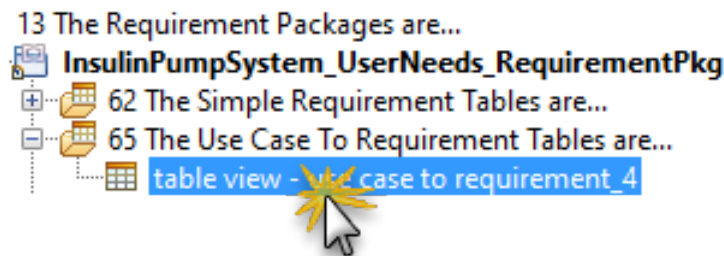 13 The Requirement Packages are...
InsulinPumpSystem_UserNeeds_RequirementPkg
62 The Simple Requirement Tables are...
65 The Use Case To Requirement Tables are...
table view - use case to requirement_4